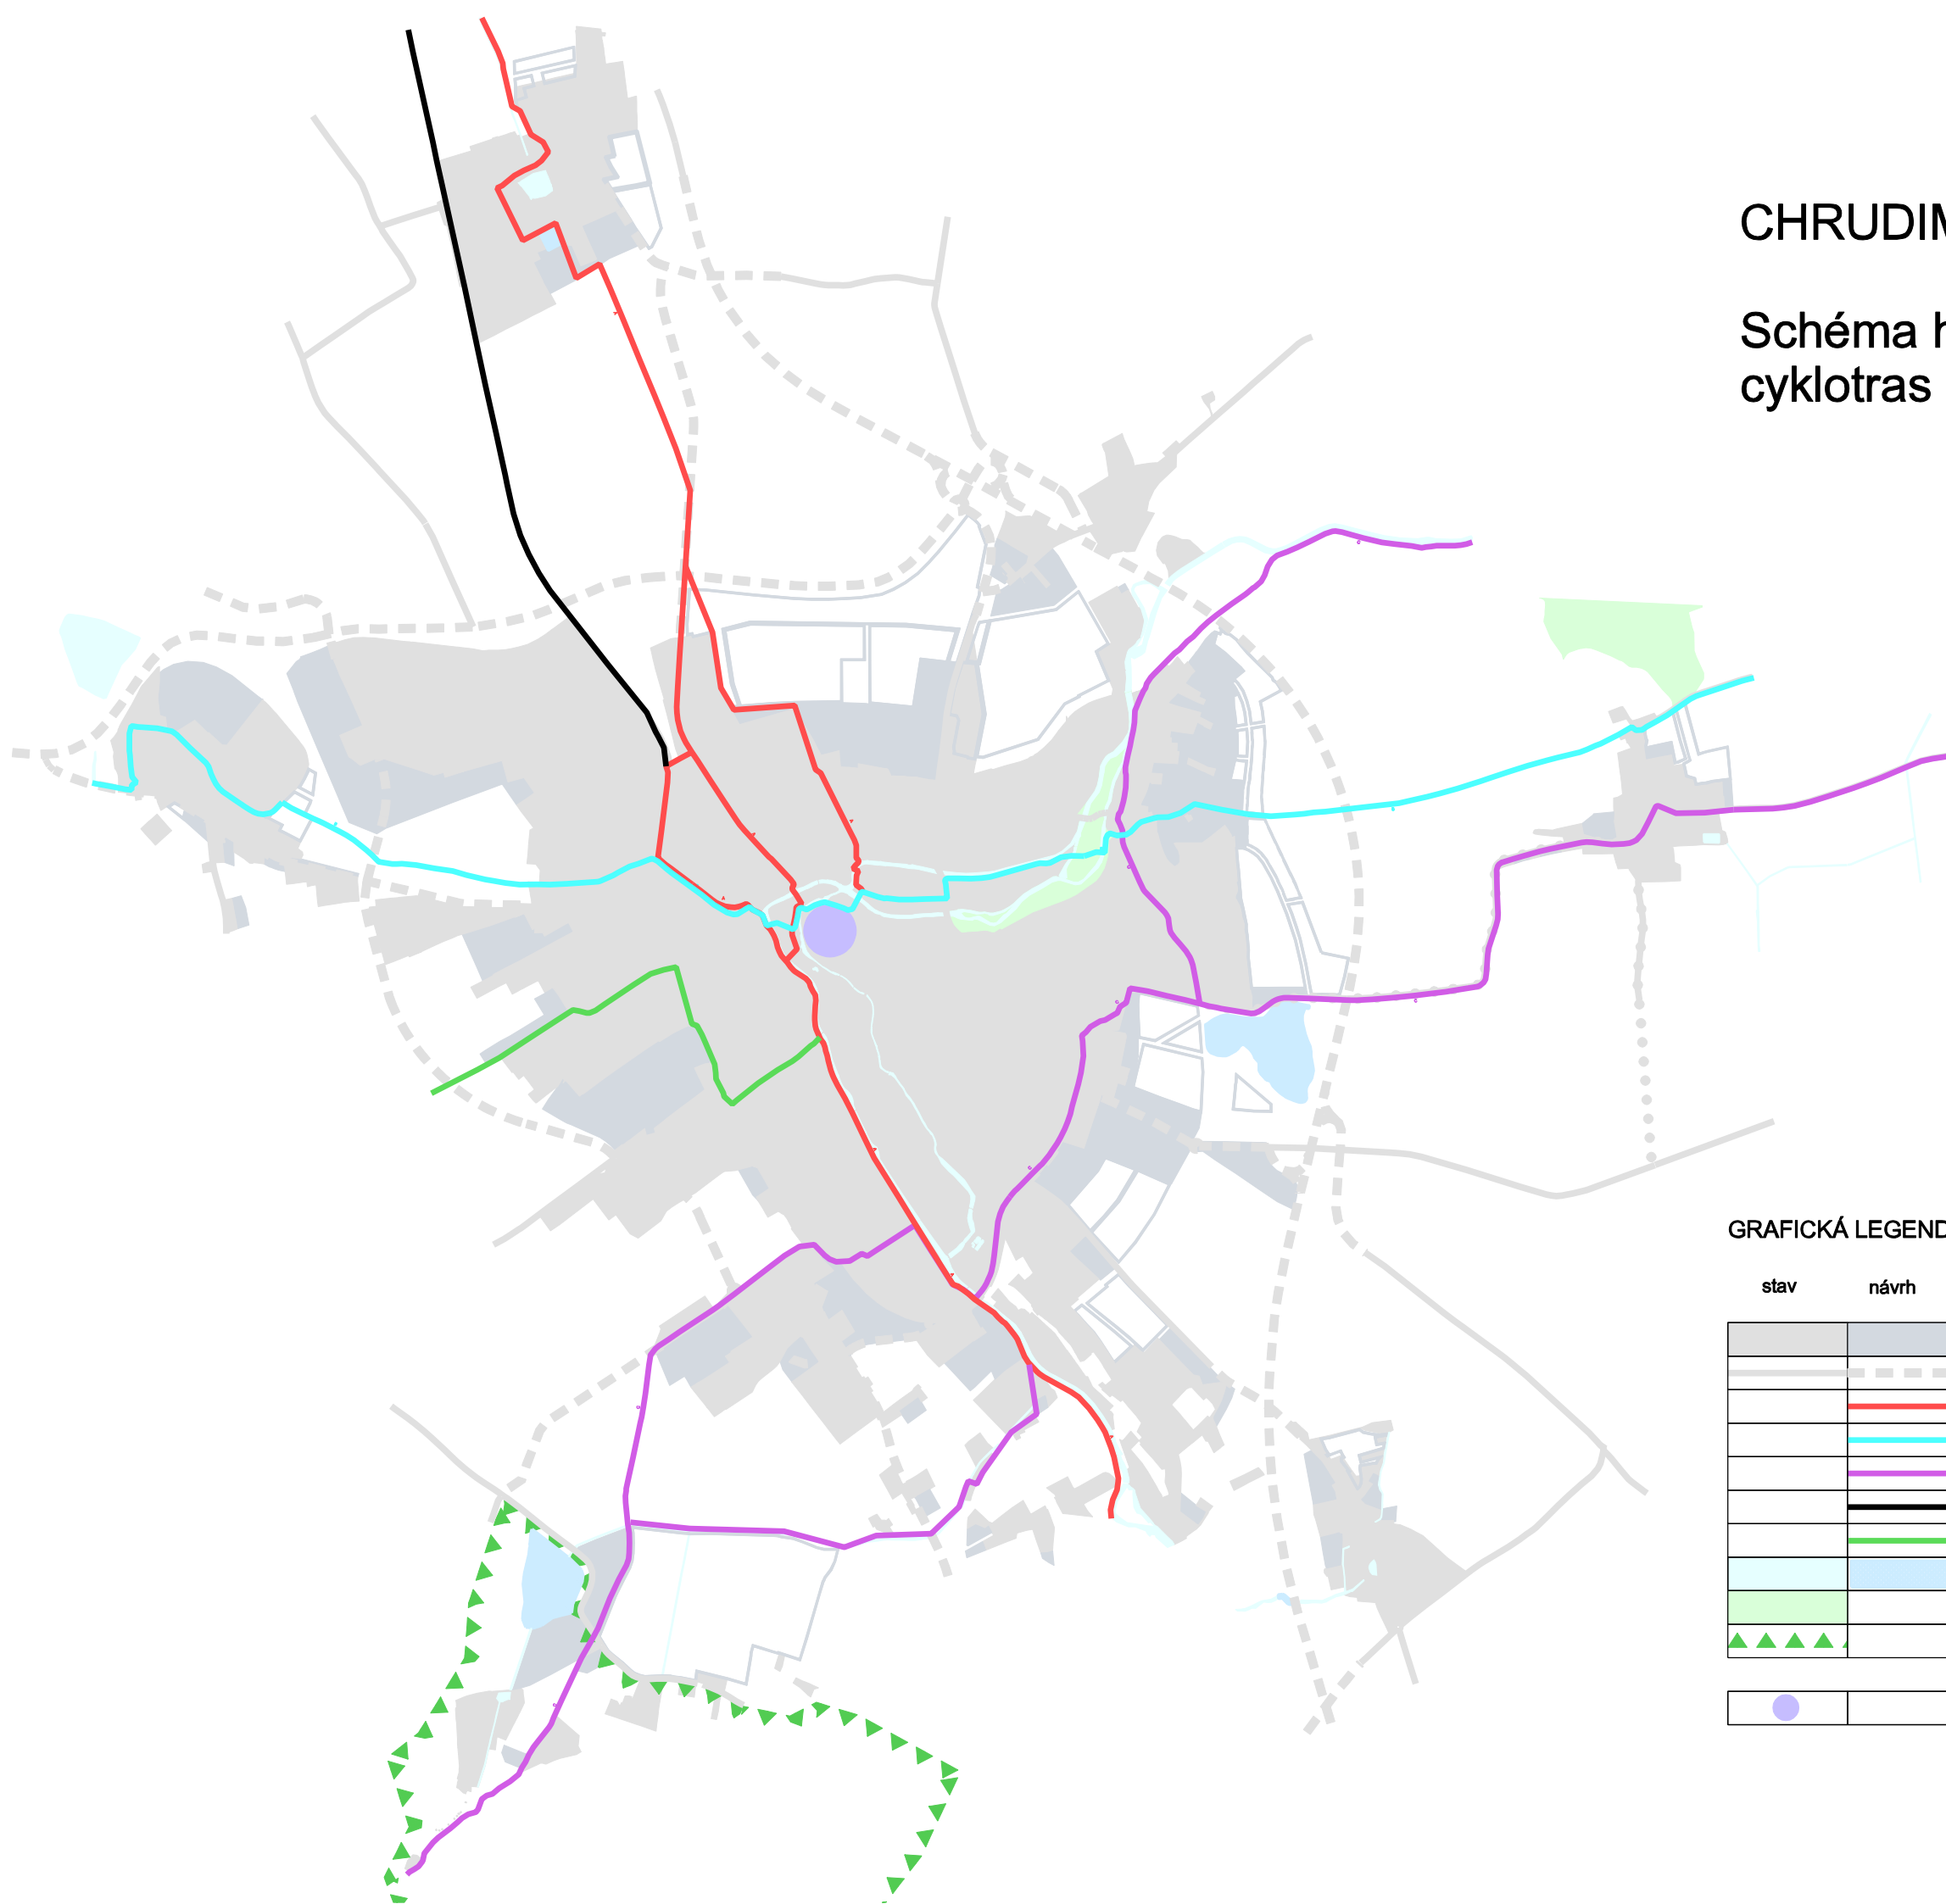 CHRUDIM
Schéma h
cyklotras
GRAFICKÁ LEGEND
stav návrh